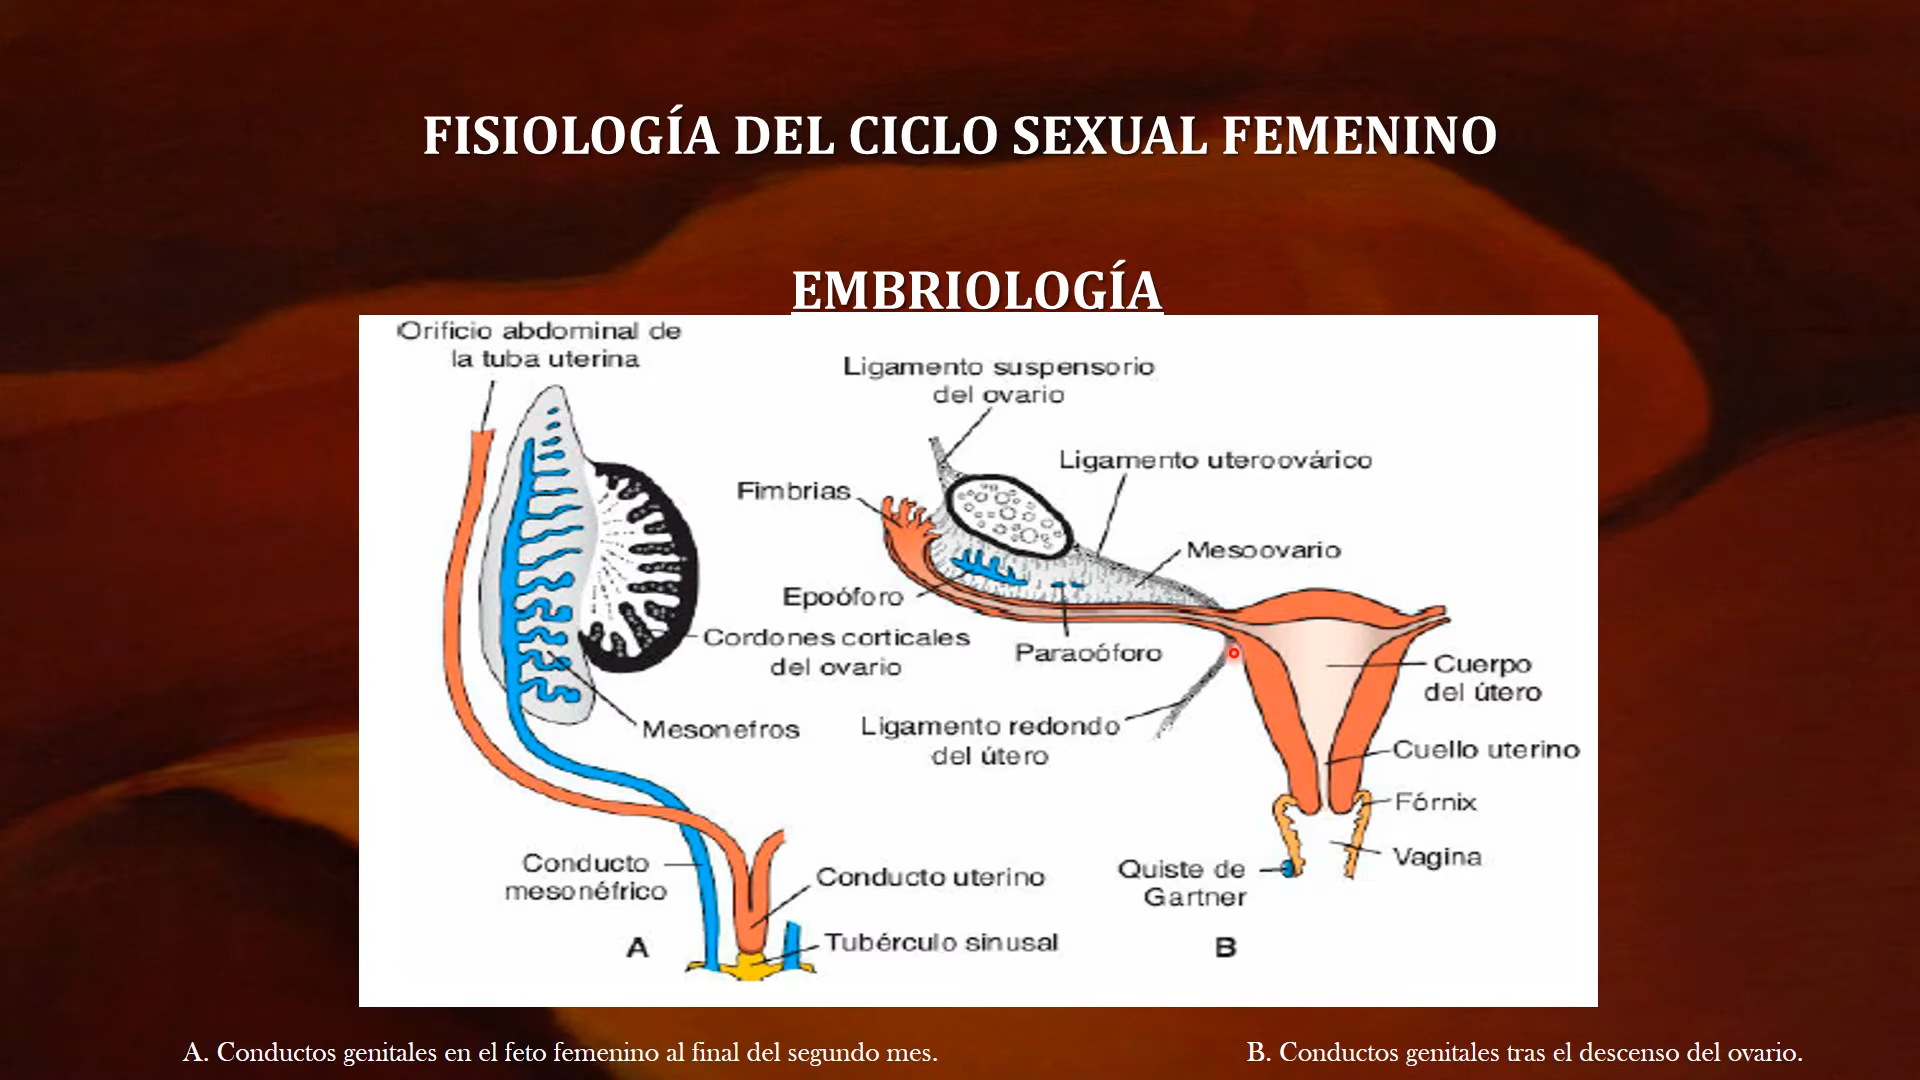 FISIOLOGÍA DEL CICLO SEXUAL FEMENINO
EMBRIOLOGÍA
Orificio abdominal de
la tuba uterina
Ligamento suspensorio
del ovario
Ligamento uteroovárico
Fimbrias
Mesoovario
Epoóforo
Cordones corticales
del ovario
Paraoóforo
Cuerpo
del útero
Mesonefros
Ligamento redondo
del útero
Cuello uterino
Fórnix
Vagina
Conducto
mesonéfrico
Conducto uterino
Quiste de
Gartner
Tubérculo sinusal
A
B
A. Conductos genitales en el feto femenino al final del segundo mes.
B. Conductos genitales tras el descenso del ovario.